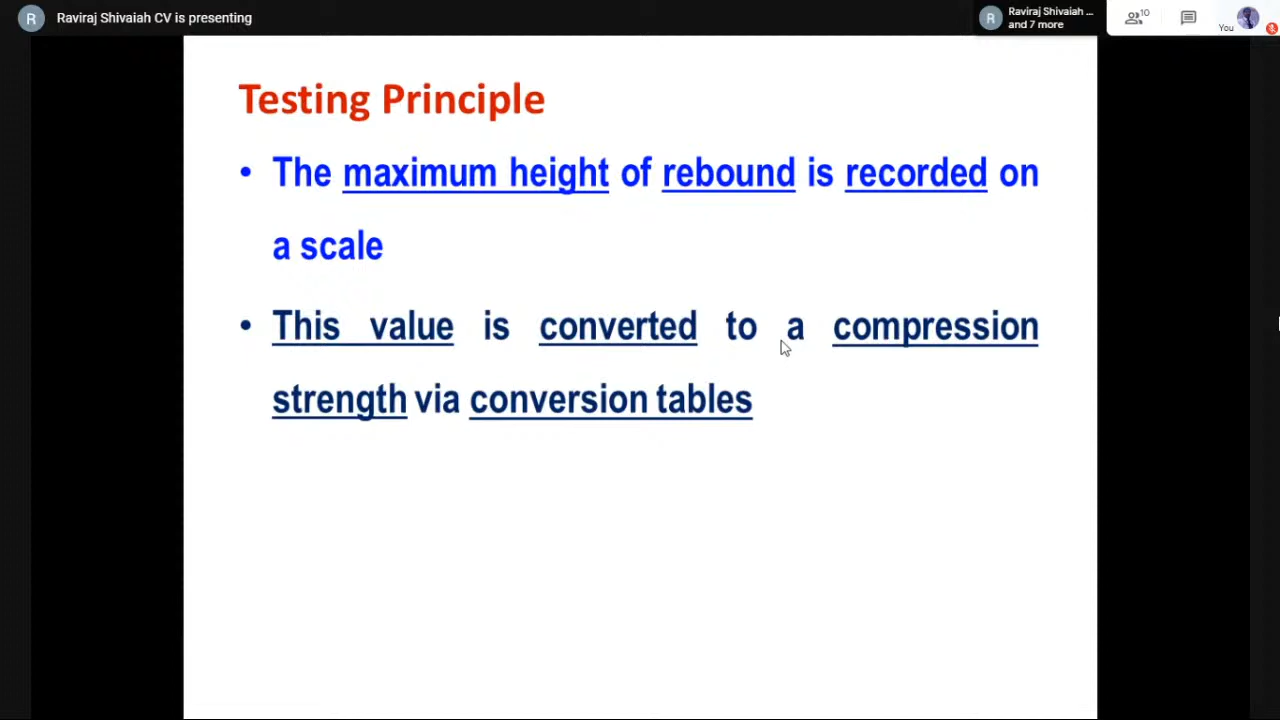 R Raviraj Shivaiah CV is presenting
R Raviraj Shivaiah ...
and 7 more
10
You
Testing Principle
• The maximum height of rebound is recorded on
a scale
• This value is converted to a compression
strength via conversion tables